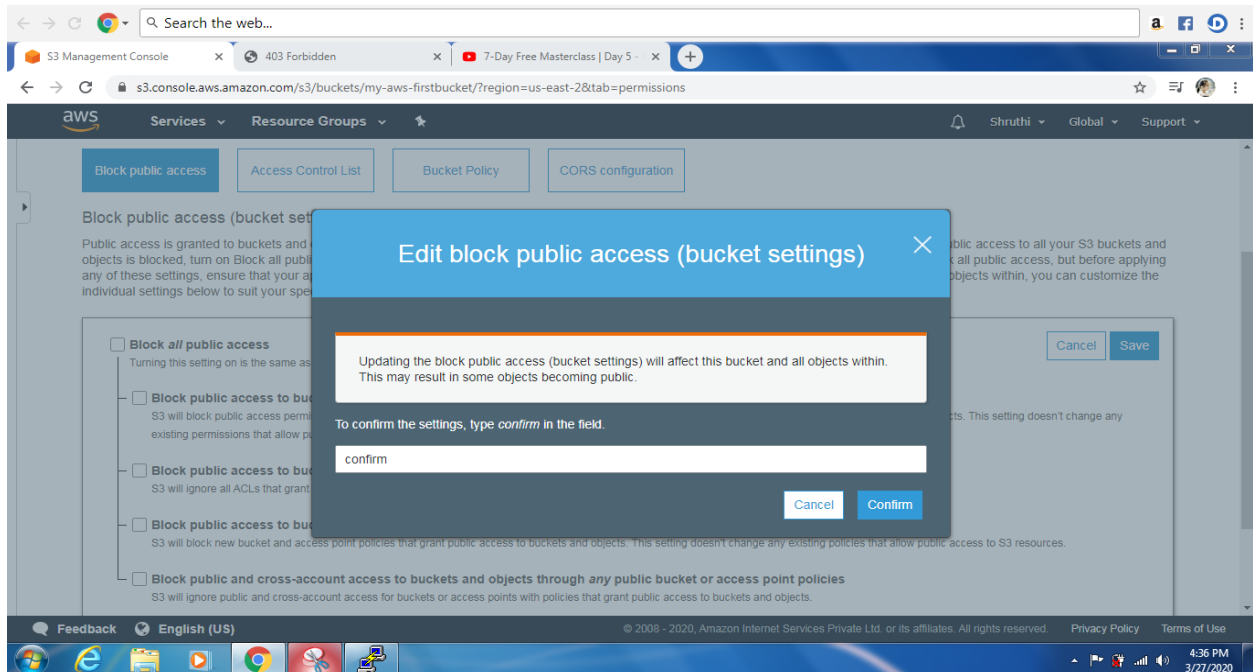 Search the web...
a
S3 Management Console
403 Forbidden
7-Day Free Masterclass | Day 5 -
s3.console.aws.amazon.com/s3/buckets/my-aws-firstbucket/?region=us-east-2&tab=permissions
aws Services Resource Groups Shruthi Global Support
Block public access Access Control List Bucket Policy CORS configuration
Block public access (bucket set
Public access is granted to buckets and
objects is blocked, turn on Block all publi
any of these settings, ensure that your a
individual settings below to suit your spe
ublic access to all your S3 buckets and
all public access, but before applying
bjects within, you can customize the
Edit block public access (bucket settings)
Updating the block public access (bucket settings) will affect this bucket and all objects within.
This may result in some objects becoming public.
To confirm the settings, type confirm in the field.
confirm
Cancel Confirm
Block all public access
Turning this setting on is the same as
Cancel Save
Block public access to bu
S3 will block public access permi
cts. This setting doesn't change any
existing permissions that allow pu
Block public access to bu
S3 will ignore all ACLs that grant
Block public access to bu
S3 will block new bucket and access point policies that grant public access to buckets and objects. This setting doesn't change any existing policies that allow public access to S3 resources.
Block public and cross-account access to buckets and objects through any public bucket or access point policies
S3 will ignore public and cross-account access for buckets or access points with policies that grant public access to buckets and objects.
Feedback English (US) © 2008 - 2020, Amazon Internet Services Private Ltd. or its affiliates. All rights reserved. Privacy Policy Terms of Use
4:36 PM
3/27/2020